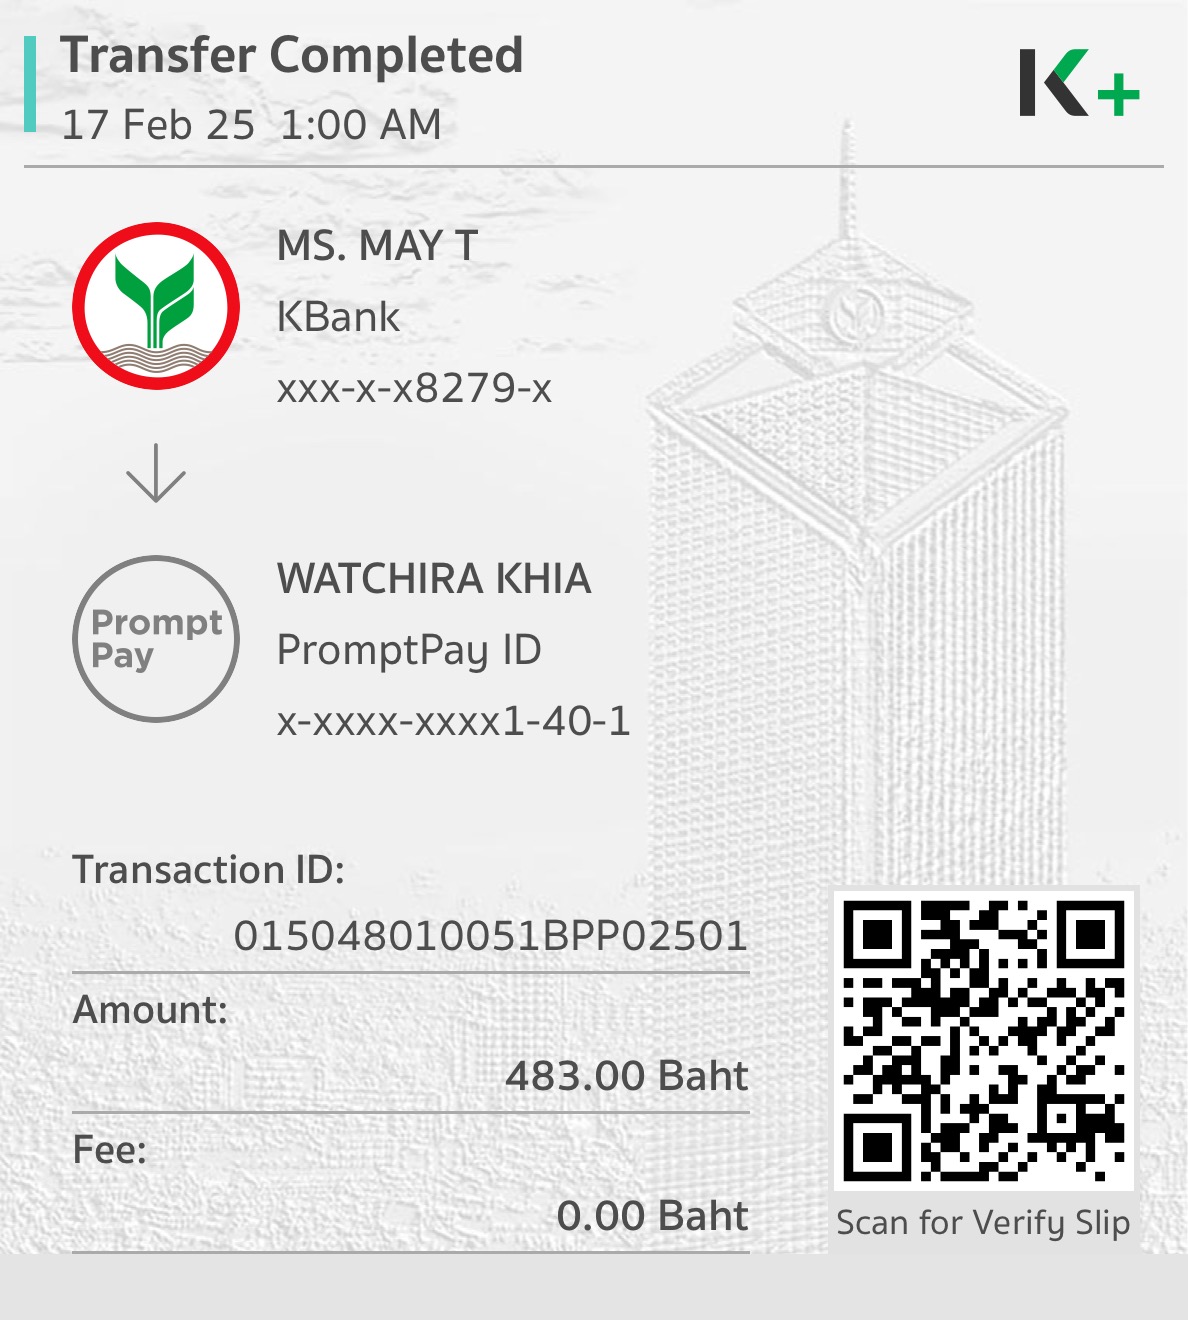 Transfer Completed
17 Feb 25  1:00 AM
K+
MS. MAY T
KBank
xxx-x-x8279-x
Prompt
Pay
WATCHIRA KHIA
PromptPay ID
x-xxxx-xxxx1-40-1
Transaction ID:
015048010051BPP02501
Amount:
483.00 Baht
Fee:
0.00 Baht
Scan for Verify Slip